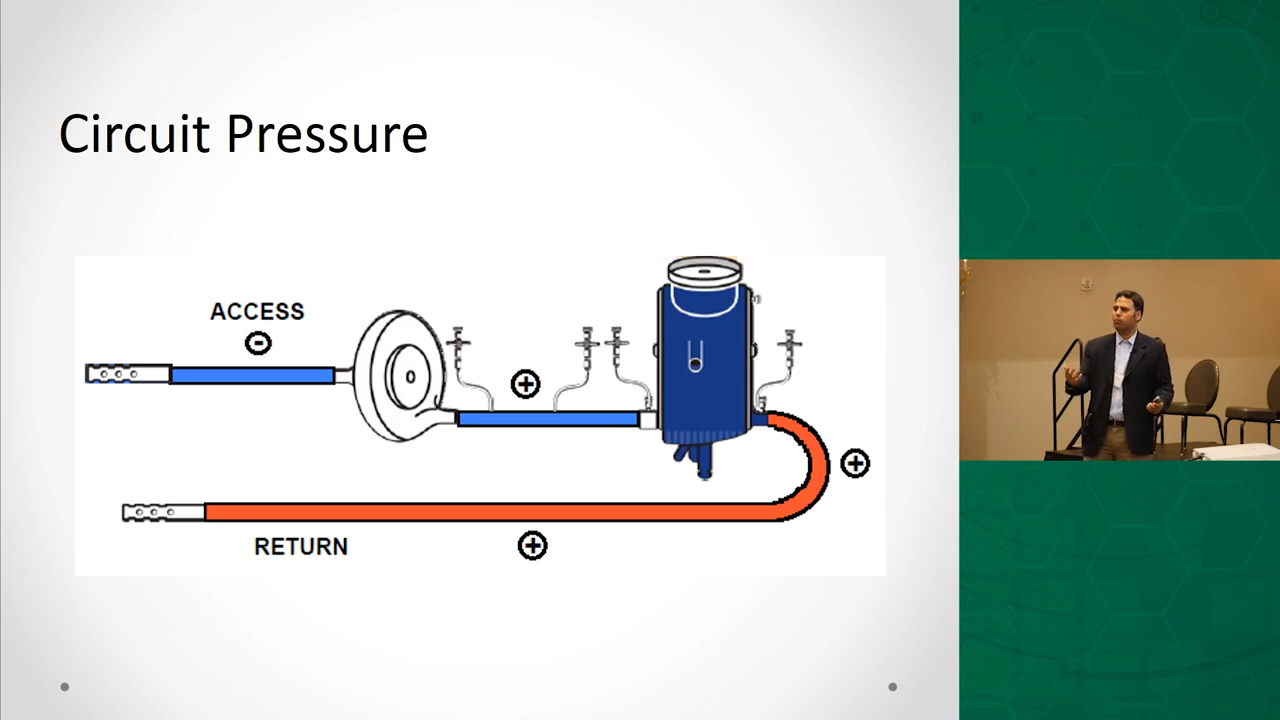 Circuit Pressure
ACCESS
-
+
+
RETURN
+